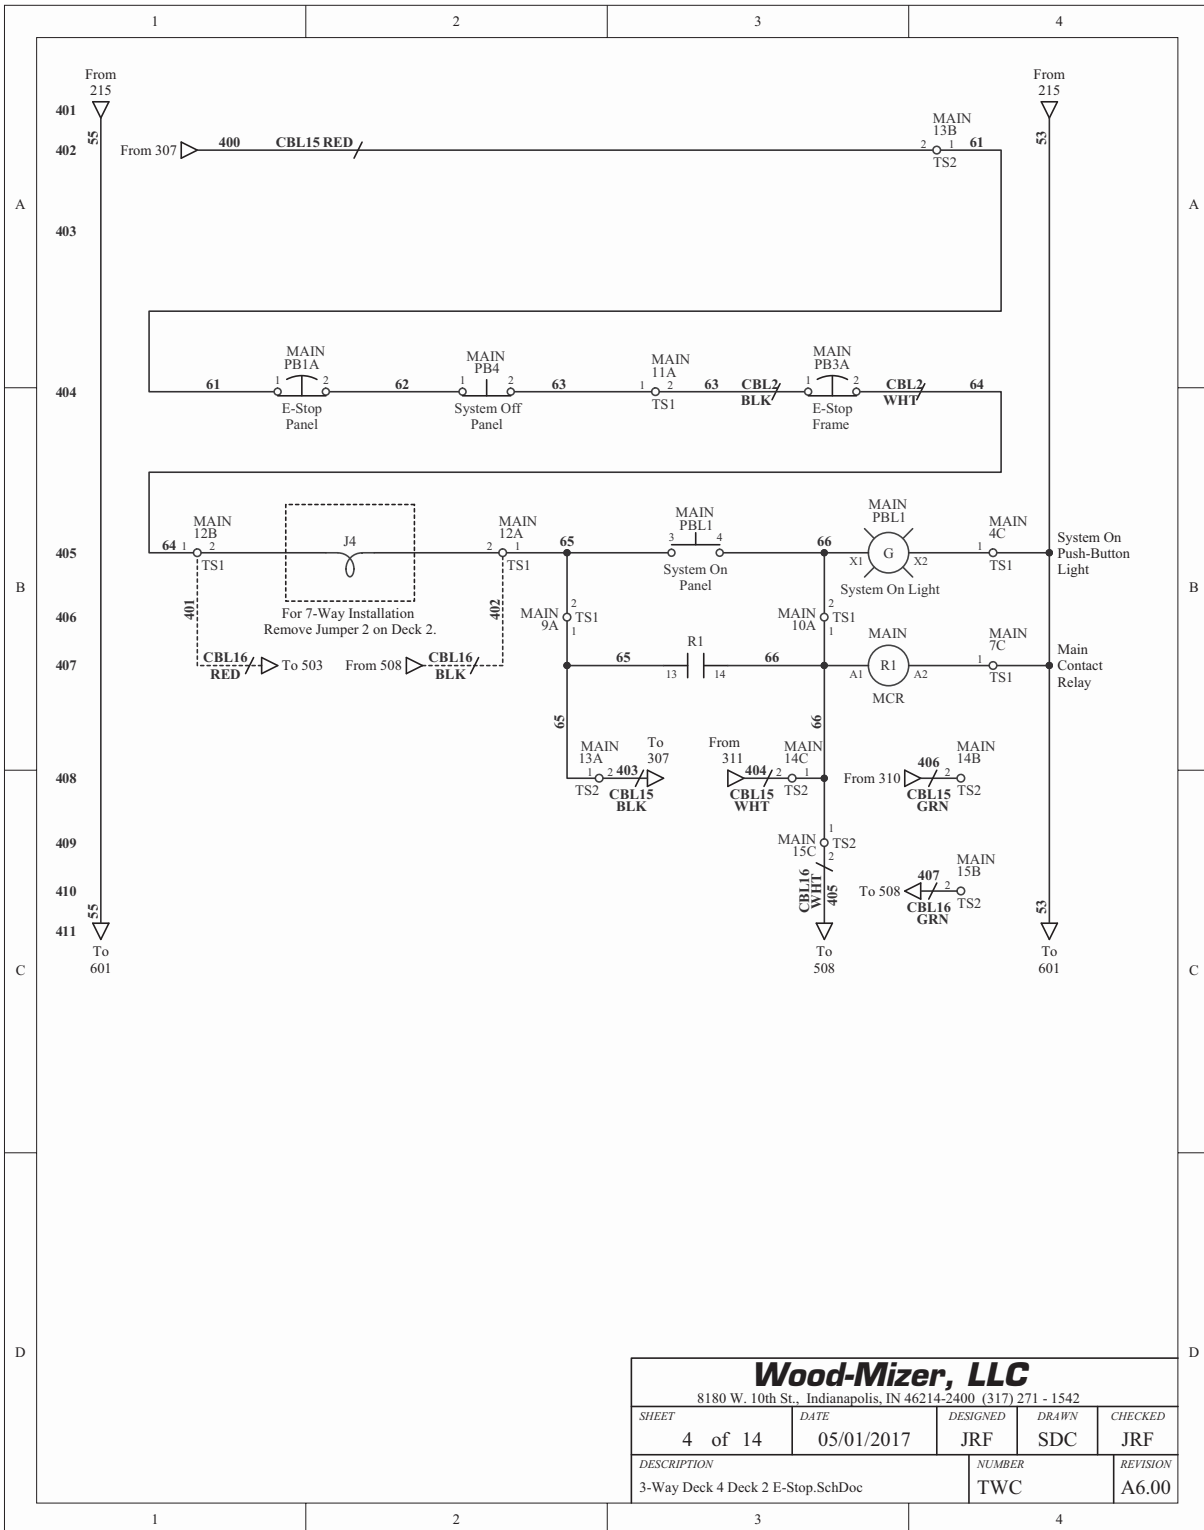 1 2 3 4
From
215
From
215
401
55
53
402
From 307
400
CBL15 RED
MAIN
13B
2 1
61
TS2
A
A
403
MAIN
PB1A
MAIN
PB4
MAIN
11A
MAIN
PB3A
404
61
1 2
62
1 2
63
1 2
63
CBL2
BLK
1 2
CBL2
WHT
64
E-Stop
Panel
System Off
Panel
TS1
E-Stop
Frame
MAIN
12B
J4
MAIN
12A
MAIN
PBL1
MAIN
PBL1
MAIN
4C
405
64
1 2
TS1
2 1
TS1
65
3 4
System On
Panel
66
X1
G
X2
System On Light
1
TS1
System On
Push-Button
Light
B
B
401
For 7-Way Installation
Remove Jumper 2 on Deck 2.
402
406
MAIN
9A
2
TS1
1
MAIN
10A
2
TS1
1
407
CBL16
RED
To 503
From 508
CBL16
BLK
65
R1
13 14
66
MAIN
A1
R1
A2
MCR
MAIN
7C
1
TS1
Main
Contact
Relay
65
66
408
MAIN
13A
1 2
TS2
403
CBL15
BLK
To
307
From
311
404
CBL15
WHT
MAIN
14C
2 1
TS2
From 310
406
CBL15
GRN
MAIN
14B
2
TS2
409
MAIN
15C
1
TS2
2
410
CBL16
WHT
405
To 508
407
CBL16
GRN
MAIN
15B
2
TS2
55
53
411
To
601
To
508
To
601
C
C
D
D
Wood-Mizer, LLC
8180 W. 10th St., Indianapolis, IN 46214-2400 (317) 271 - 1542
SHEET DATE DESIGNED DRAWN CHECKED
4 of 14 05/01/2017 JRF SDC JRF
DESCRIPTION NUMBER REVISION
3-Way Deck 4 Deck 2 E-Stop.SchDoc TWC A6.00
1 2 3 4